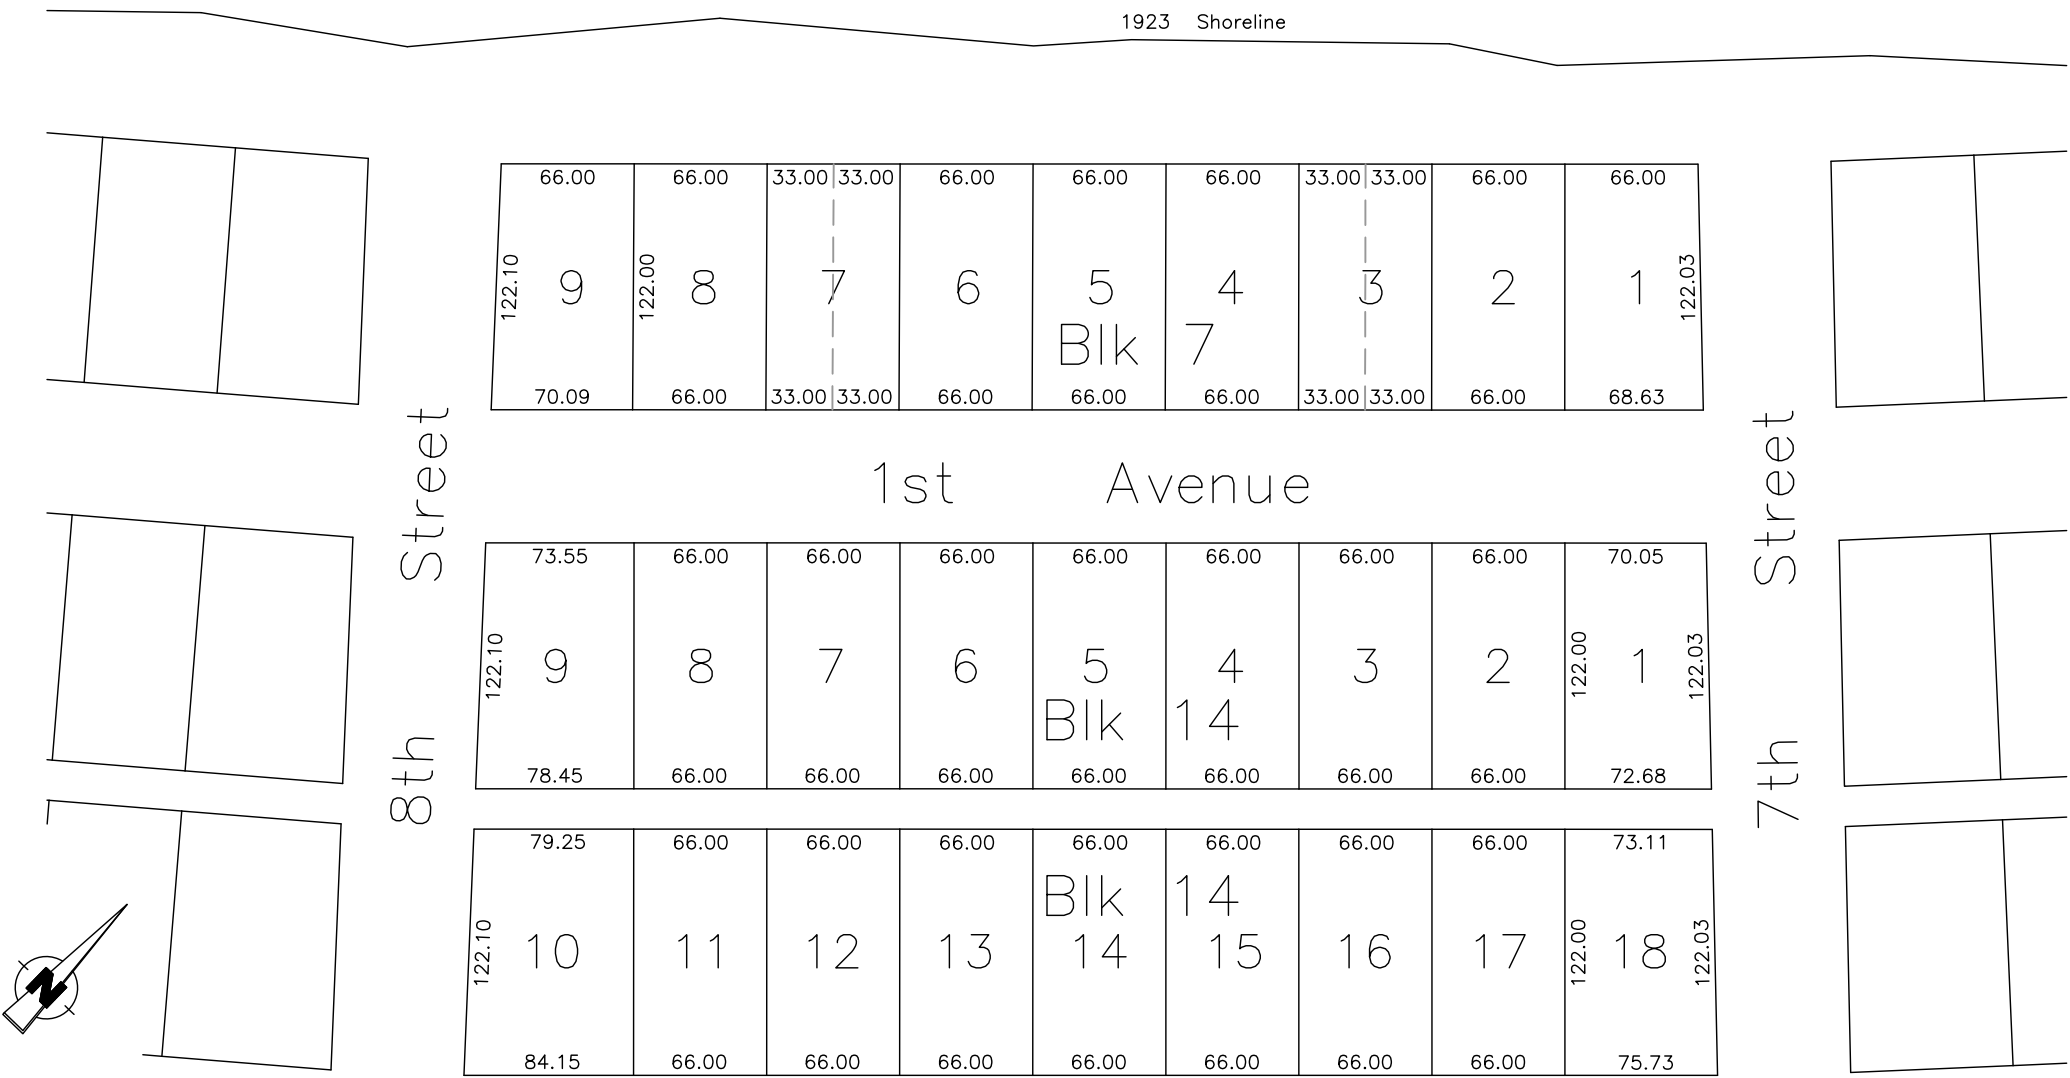 1923 Shoreline
66.00 66.00 33.00 33.00 66.00 66.00 66.00 33.00 33.00 66.00 66.00
122.10 9 122.00 8 7 6 5 4 3 2 1 122.03
Blk 7
70.09 66.00 33.00 33.00 66.00 66.00 66.00 33.00 33.00 66.00 68.63
1st Avenue
8th Street
7th Street
73.55 66.00 66.00 66.00 66.00 66.00 66.00 66.00 70.05
122.10 9 8 7 6 5 4 3 2 122.00 1 122.03
Blk 14
78.45 66.00 66.00 66.00 66.00 66.00 66.00 66.00 72.68
79.25 66.00 66.00 66.00 66.00 66.00 66.00 66.00 73.11
Blk 14
122.10 10 11 12 13 14 15 16 17 122.00 18 122.03
84.15 66.00 66.00 66.00 66.00 66.00 66.00 66.00 75.73
N